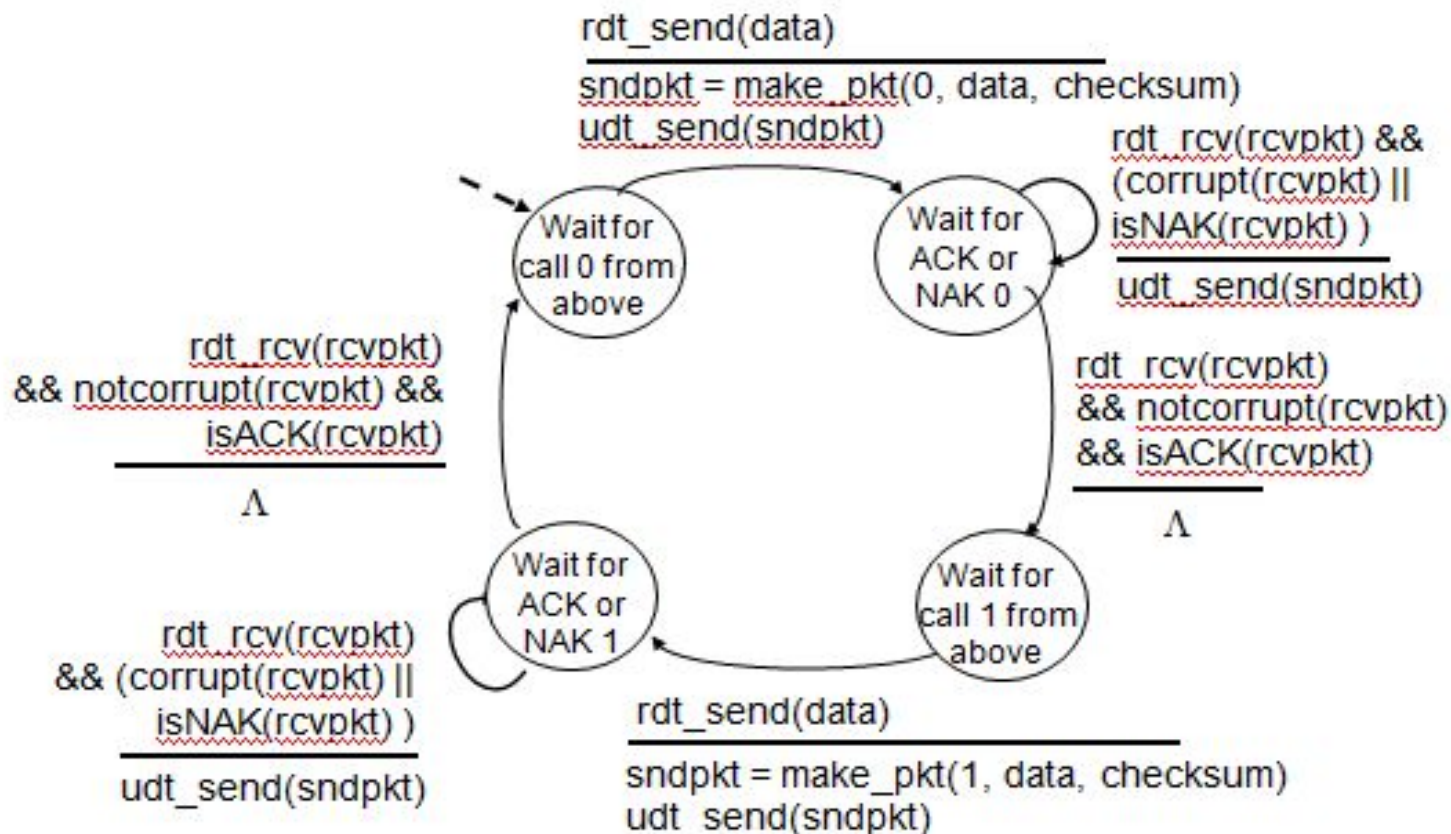 rdt_send(data)
sndpkt = make_pkt(0, data, checksum)
udt_send(sndpkt)
rdt_rcv(rcvpkt) &&
(corrupt(rcvpkt) ||
isNAK(rcvpkt) )
udt_send(sndpkt)
Wait for
call 0 from
above
Wait for
ACK or
NAK 0
rdt_rcv(rcvpkt)
&& notcorrupt(rcvpkt) &&
isACK(rcvpkt)
Λ
rdt_rcv(rcvpkt)
&& notcorrupt(rcvpkt)
&& isACK(rcvpkt)
Λ
Wait for
ACK or
NAK 1
Wait for
call 1 from
above
rdt_rcv(rcvpkt)
&& (corrupt(rcvpkt) ||
isNAK(rcvpkt) )
udt_send(sndpkt)
rdt_send(data)
sndpkt = make_pkt(1, data, checksum)
udt_send(sndpkt)